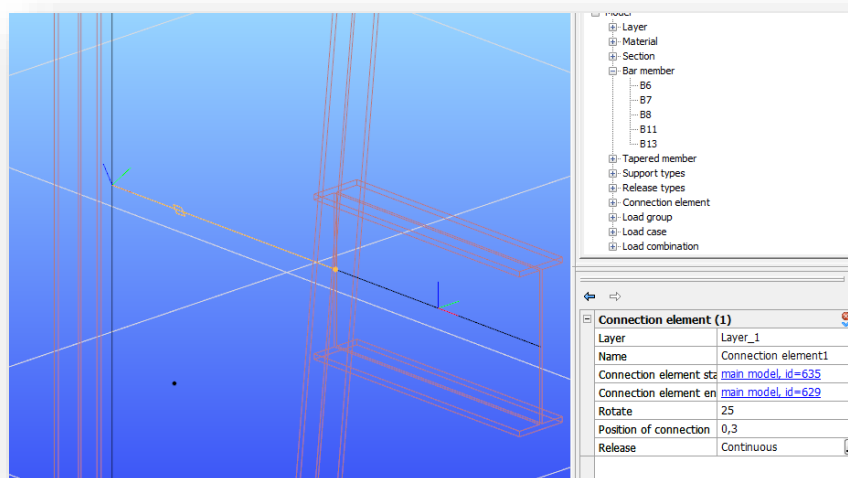 Model
Layer
Material
Section
Bar member
B6
B7
B8
B11
B13
Tapered member
Support types
Release types
Connection element
Load group
Load case
Load combination
Connection element (1)
Layer Layer_1
Name Connection element1
Connection element sta main model, id=635
Connection element en main model, id=629
Rotate 25
Position of connection 0,3
Release Continuous